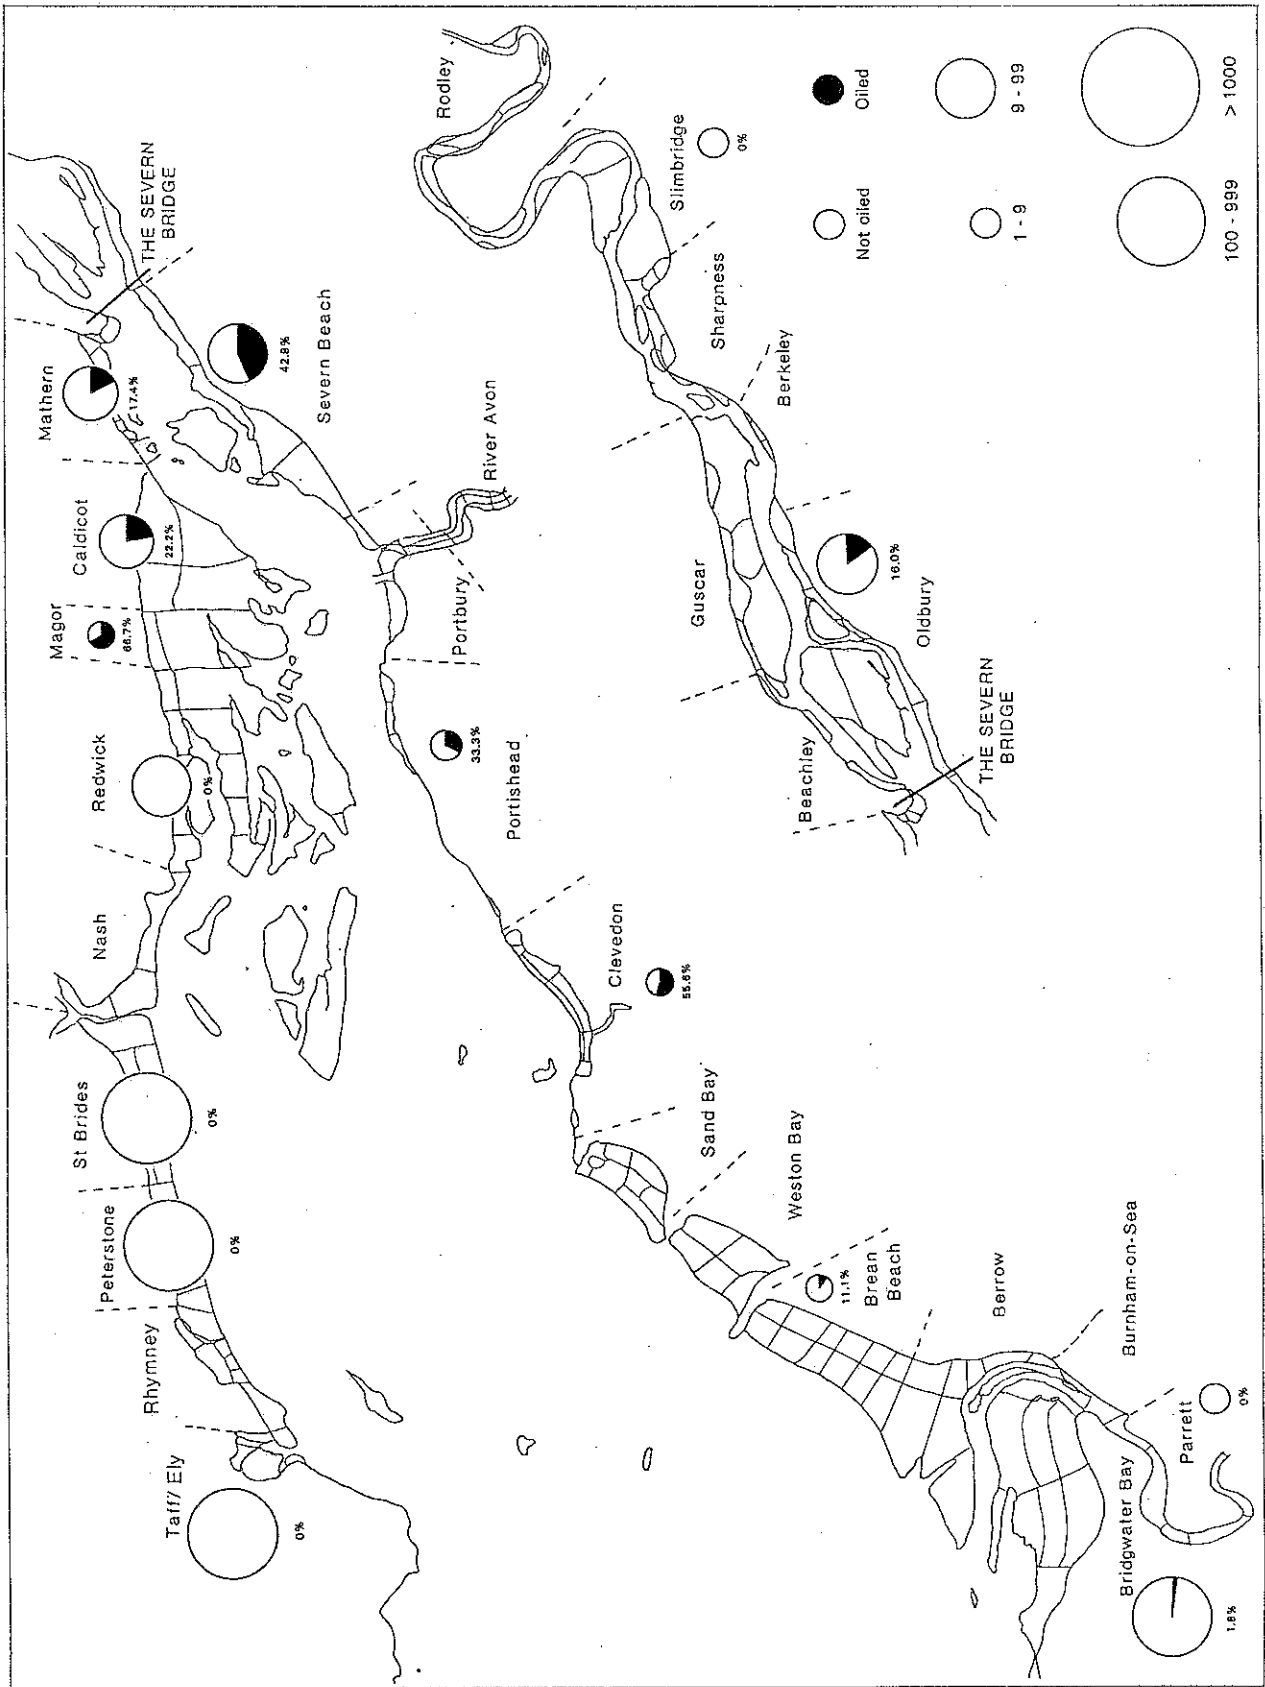 Taff/ Ely
0%
Rhymney
Peterstone
0%
St Brides
0%
Nash
Redwick
0%
Magor
66.7%
Caldicot
22.2%
Mathern
17.4%
THE SEVERN
BRIDGE
42.8%
Severn Beach
River Avon
Portbury
Portishead
33.3%
Clevedon
55.6%
Sand Bay
Weston Bay
11.1%
Brean
Beach
Berrow
Burnham-on-Sea
Parrett
0%
Bridgwater Bay
1.8%
Rodley
Slimbridge
0%
Sharpness
Berkeley
Guscar
16.0%
Oldbury
Beachley
THE SEVERN
BRIDGE
Not oiled
Oiled
1 - 9
9 - 99
100 - 999
> 1000